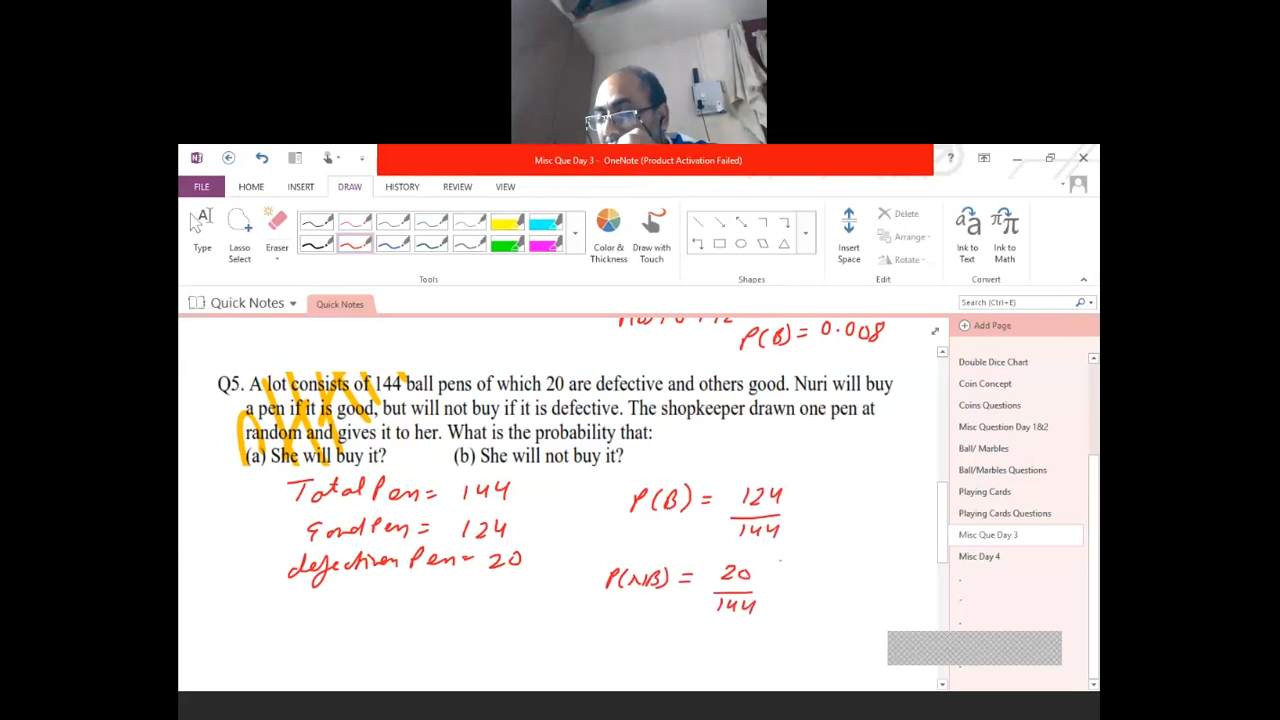 Misc Que Day 3 - OneNote (Product Activation Failed)
FILE HOME INSERT DRAW HISTORY REVIEW VIEW
Type
Lasso Select
Eraser
Color & Thickness
Draw with Touch
Insert Space
Delete
Arrange
Rotate
Ink to Text
Ink to Math
Tools
Shapes
Edit
Convert
Quick Notes
Quick Notes
Search (Ctrl+E)
Add Page
Double Dice Chart
Coin Concept
Coins Questions
Misc Question Day 1&2
Ball/ Marbles
Ball/Marbles Questions
Playing Cards
Playing Cards Questions
Misc Que Day 3
Misc Day 4
P(B) = 0.008
Q5. A lot consists of 144 ball pens of which 20 are defective and others good. Nuri will buy
a pen if it is good, but will not buy if it is defective. The shopkeeper drawn one pen at
random and gives it to her. What is the probability that:
(a) She will buy it? (b) She will not buy it?
Total Pen = 144
Good Pen = 124
defection Pen = 20
P(B) = 124
144
P(NB) = 20
144